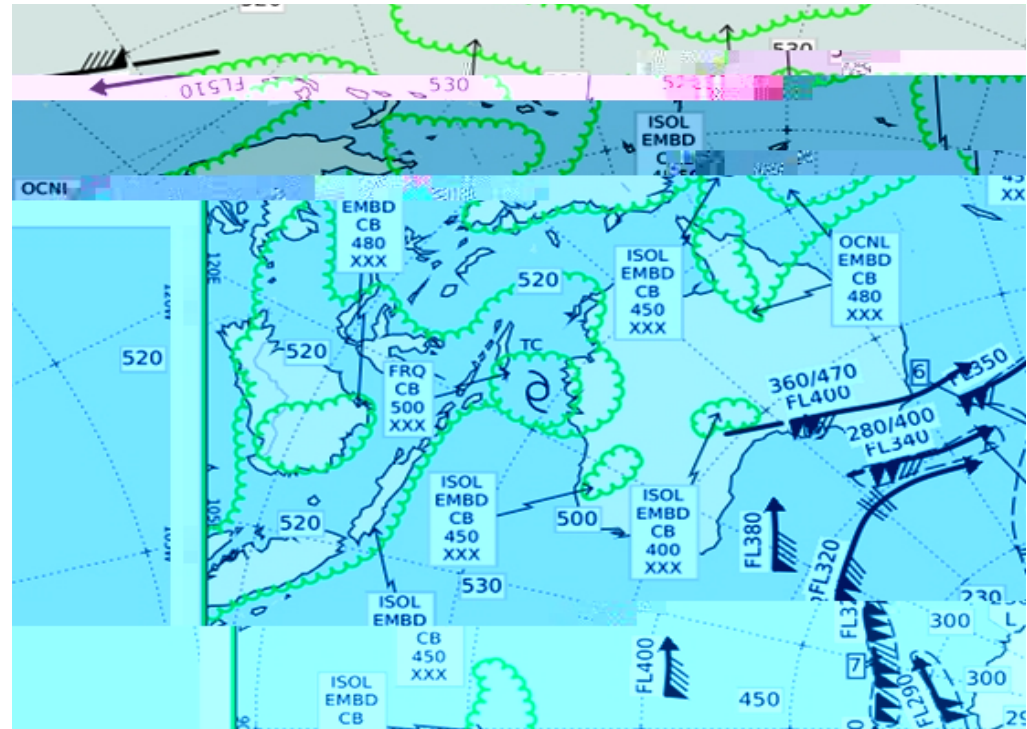 530
ISOL
EMBD
OCNL
EMBD
CB
480
XXX
120E
520
520
ISOL
EMBD
CB
450
XXX
520
OCNL
EMBD
CB
480
XXX
TC
FRQ
CB
500
XXX
360/470
FL400
6
FL350
280/400
FL340
ISOL
EMBD
CB
450
XXX
500
ISOL
EMBD
CB
400
XXX
520
FL380
FL320
530
230
ISOL
EMBD
CB
450
XXX
ISOL
EMBD
CB
FL400
450
300
L
7
300
FL290